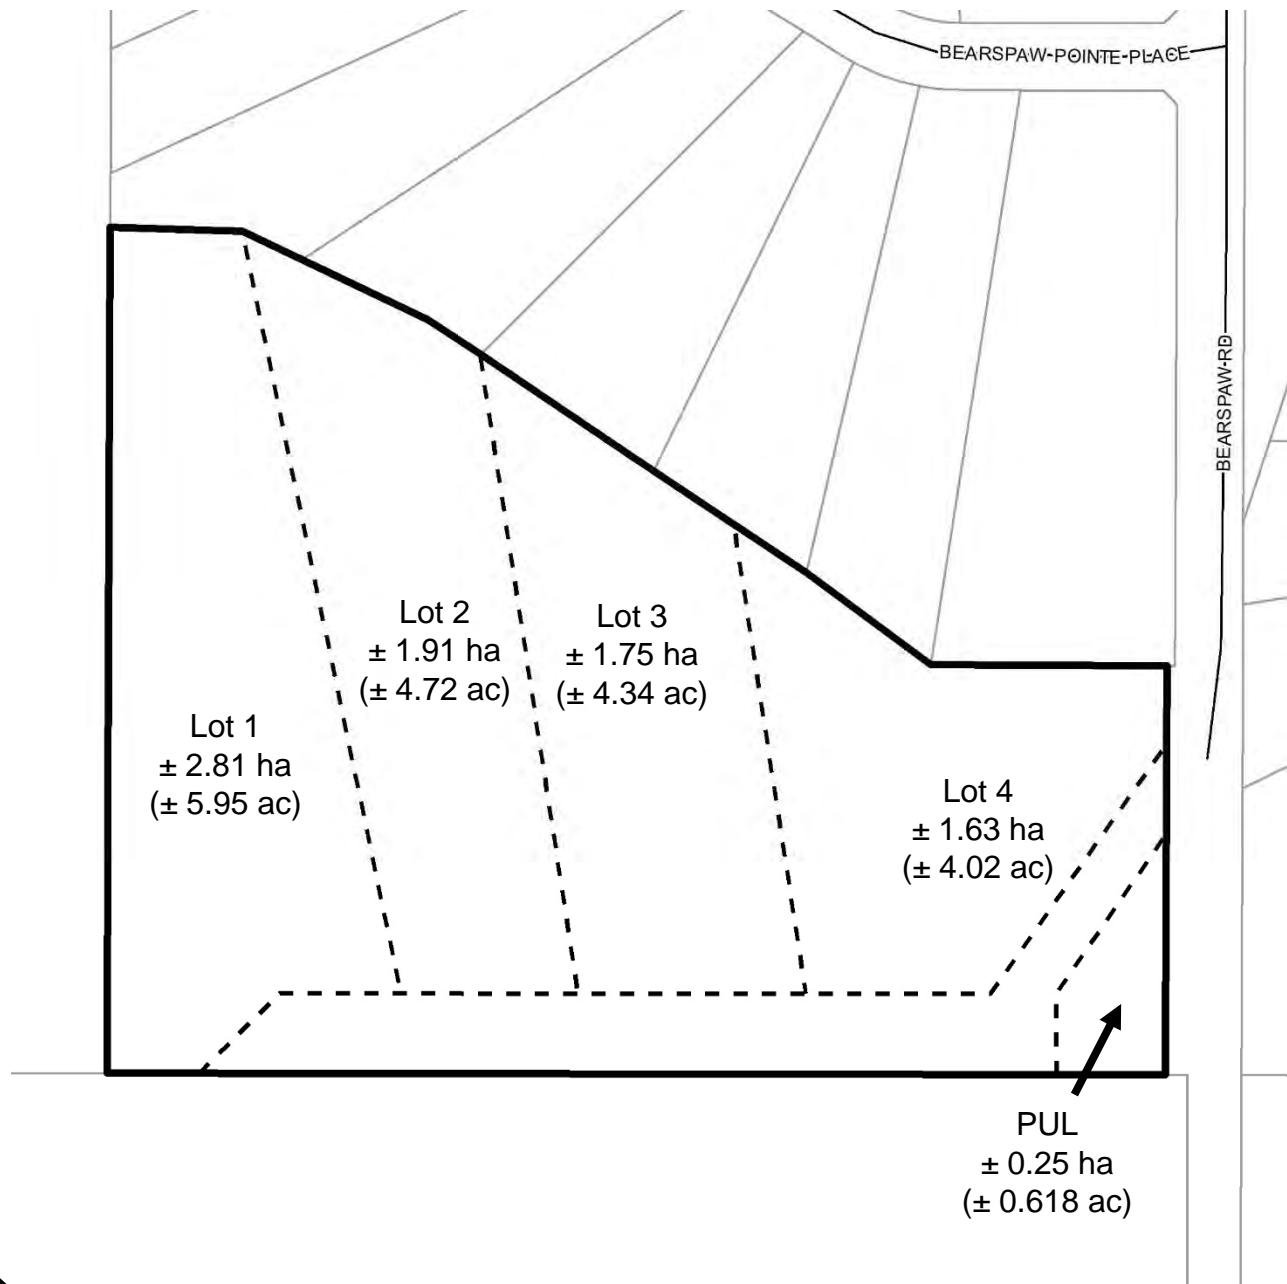 BEARSPAW-POINTE-PLACE
BEARSPAW-RD
Lot 2
± 1.91 ha
(± 4.72 ac)
Lot 3
± 1.75 ha
(± 4.34 ac)
Lot 1
± 2.81 ha
(± 5.95 ac)
Lot 4
± 1.63 ha
(± 4.02 ac)
PUL
± 0.25 ha
(± 0.618 ac)